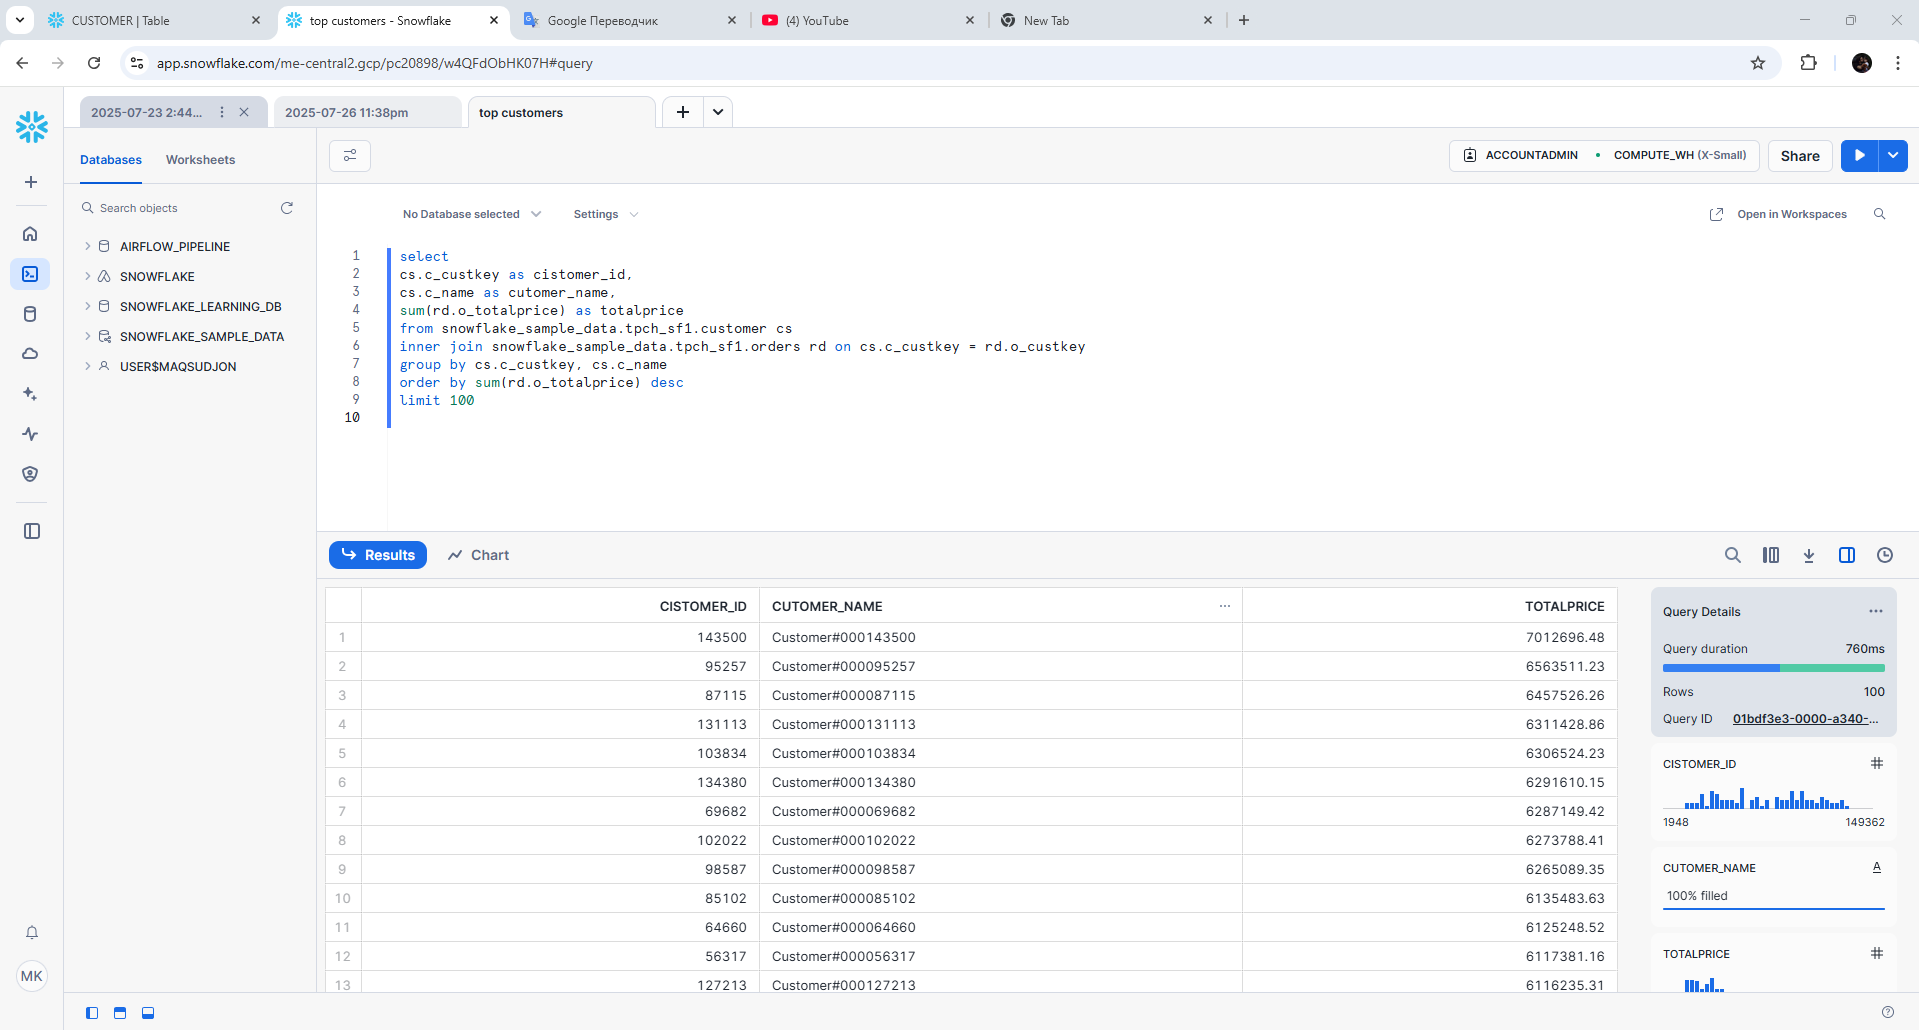 CUSTOMER | Table
top customers - Snowflake
Google Переводчик
(4) YouTube
New Tab
app.snowflake.com/me-central2.gcp/pc20898/w4QFdObHK07H#query
2025-07-23 2:44...
2025-07-26 11:38pm
top customers
Databases
Worksheets
ACCOUNTADMIN
COMPUTE_WH (X-Small)
Share
Search objects
No Database selected
Settings
Open in Workspaces
AIRFLOW_PIPELINE
SNOWFLAKE
SNOWFLAKE_LEARNING_DB
SNOWFLAKE_SAMPLE_DATA
USER$MAQSUDJON
1 select
2 cs.c_custkey as cistomer_id,
3 cs.c_name as cutomer_name,
4 sum(rd.o_totalprice) as totalprice
5 from snowflake_sample_data.tpch_sf1.customer cs
6 inner join snowflake_sample_data.tpch_sf1.orders rd on cs.c_custkey = rd.o_custkey
7 group by cs.c_custkey, cs.c_name
8 order by sum(rd.o_totalprice) desc
9 limit 100
10
Results
Chart
CISTOMER_ID CUTOMER_NAME ... TOTALPRICE
1 143500 Customer#000143500 7012696.48
2 95257 Customer#000095257 6563511.23
3 87115 Customer#000087115 6457526.26
4 131113 Customer#000131113 6311428.86
5 103834 Customer#000103834 6306524.23
6 134380 Customer#000134380 6291610.15
7 69682 Customer#000069682 6287149.42
8 102022 Customer#000102022 6273788.41
9 98587 Customer#000098587 6265089.35
10 85102 Customer#000085102 6135483.63
11 64660 Customer#000064660 6125248.52
12 56317 Customer#000056317 6117381.16
13 127213 Customer#000127213 6116235.31
Query Details ...
Query duration 760ms
Rows 100
Query ID 01bdf3e3-0000-a340-...
CISTOMER_ID #
1948 149362
CUTOMER_NAME A
100% filled
TOTALPRICE #
MK